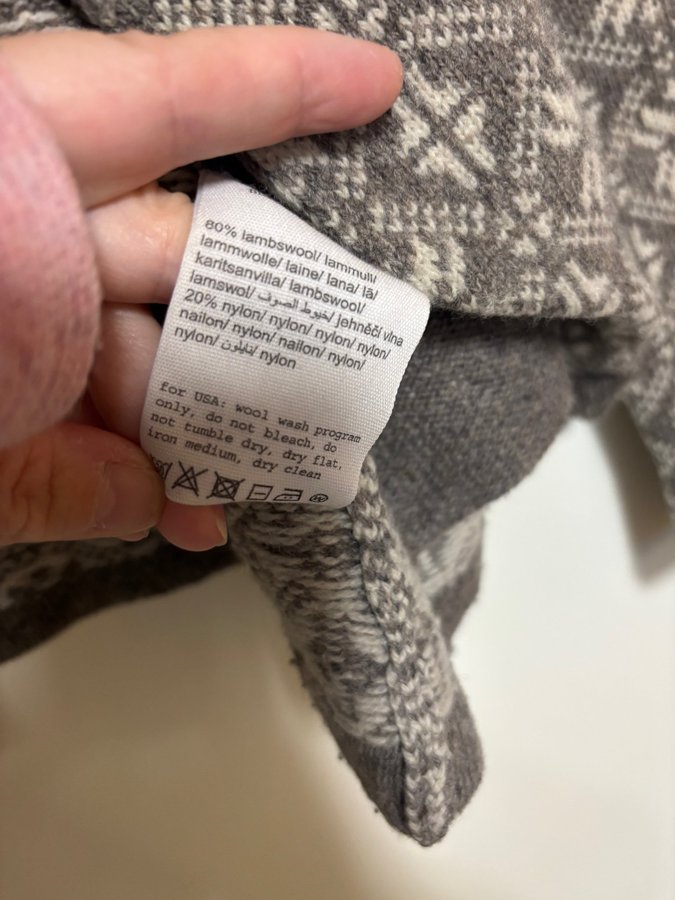 80% lambswool/ lammull/
lammwolle/ laine/ lana/ lã/
karitsanvilla/ lambswool/
lamswol/ خيوط الصوف/ jehněčí vlna
20% nylon/ nylon/ nylon/ nylon/
nailon/ nylon/ nailon/ nylon/
nylon/ نايلون/ nylon
for USA: wool wash program
only, do not bleach, do
not tumble dry, dry flat,
iron medium, dry clean